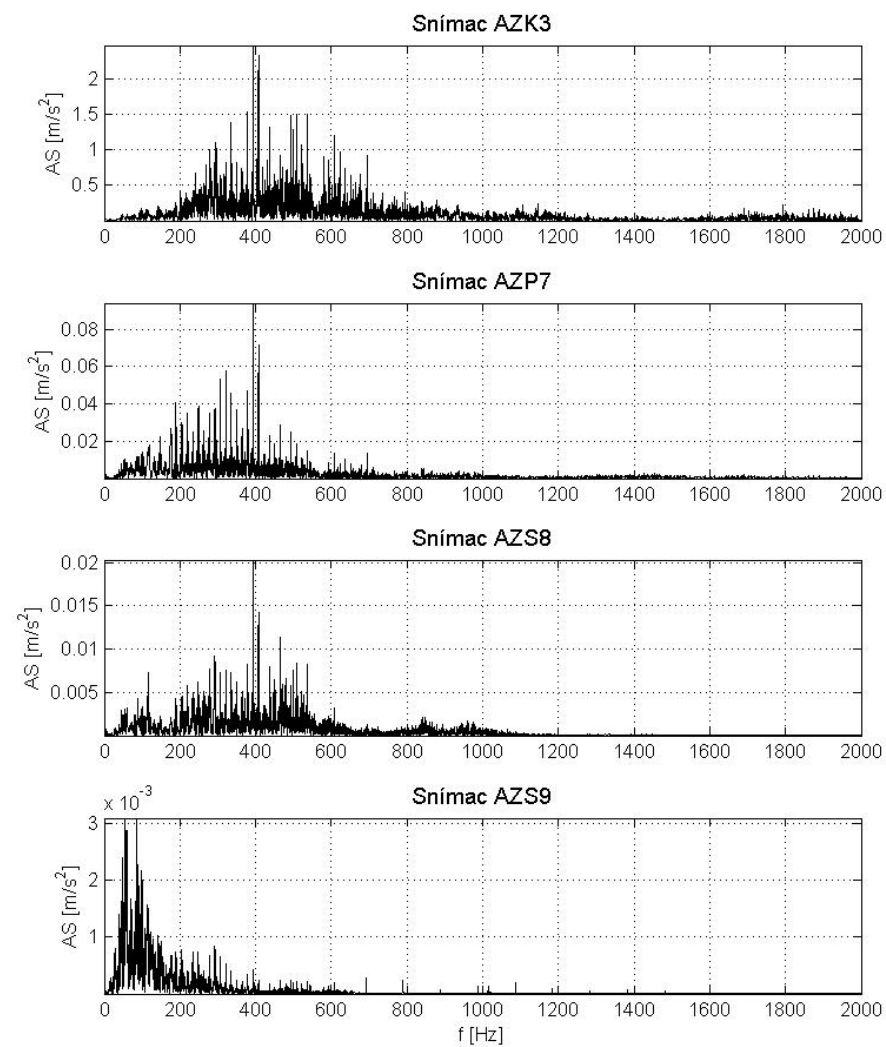 Snímac AZK3
AS [m/s²]
2
1.5
1
0.5
0 200 400 600 800 1000 1200 1400 1600 1800 2000
Snímac AZP7
AS [m/s²]
0.08
0.06
0.04
0.02
0 200 400 600 800 1000 1200 1400 1600 1800 2000
Snímac AZS8
AS [m/s²]
0.02
0.015
0.01
0.005
0 200 400 600 800 1000 1200 1400 1600 1800 2000
Snímac AZS9
x 10⁻³
AS [m/s²]
3
2
1
0 200 400 600 800 1000 1200 1400 1600 1800 2000
f [Hz]